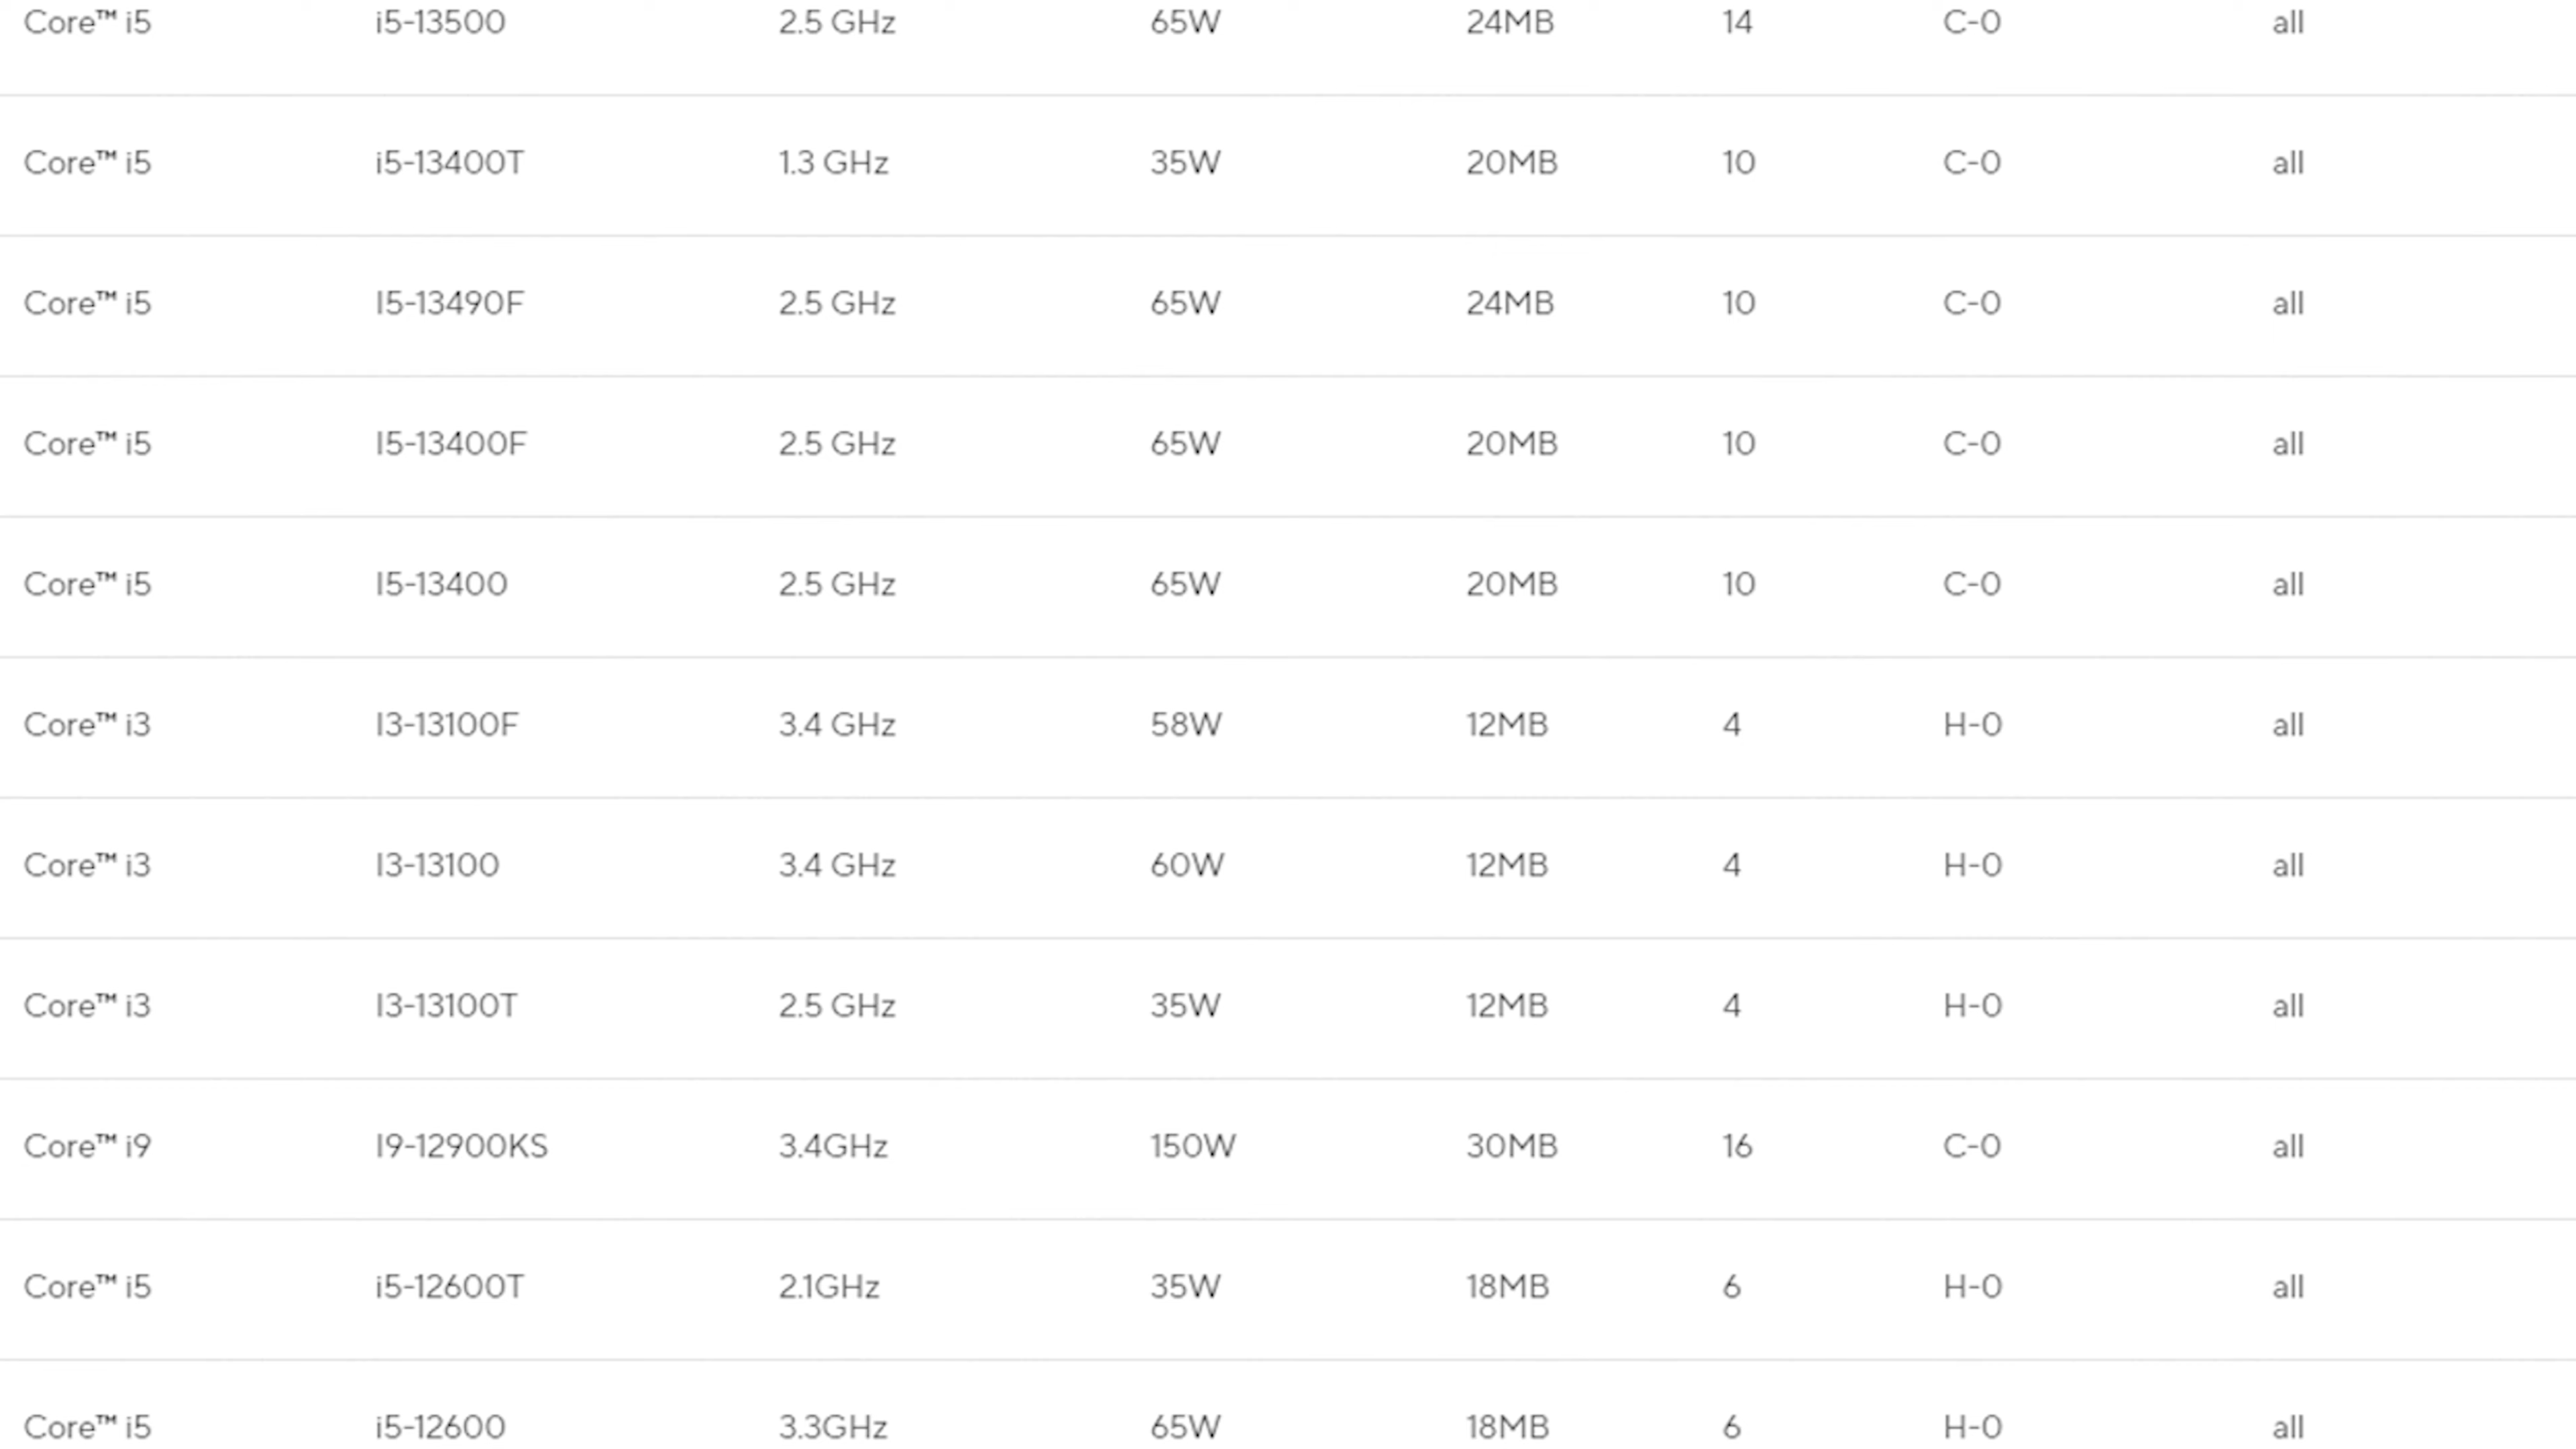 Core™ i5 i5-13500 2.5 GHz 65W 24MB 14 C-0 all
Core™ i5 i5-13400T 1.3 GHz 35W 20MB 10 C-0 all
Core™ i5 I5-13490F 2.5 GHz 65W 24MB 10 C-0 all
Core™ i5 I5-13400F 2.5 GHz 65W 20MB 10 C-0 all
Core™ i5 I5-13400 2.5 GHz 65W 20MB 10 C-0 all
Core™ i3 I3-13100F 3.4 GHz 58W 12MB 4 H-0 all
Core™ i3 I3-13100 3.4 GHz 60W 12MB 4 H-0 all
Core™ i3 I3-13100T 2.5 GHz 35W 12MB 4 H-0 all
Core™ i9 I9-12900KS 3.4GHz 150W 30MB 16 C-0 all
Core™ i5 i5-12600T 2.1GHz 35W 18MB 6 H-0 all
Core™ i5 i5-12600 3.3GHz 65W 18MB 6 H-0 all